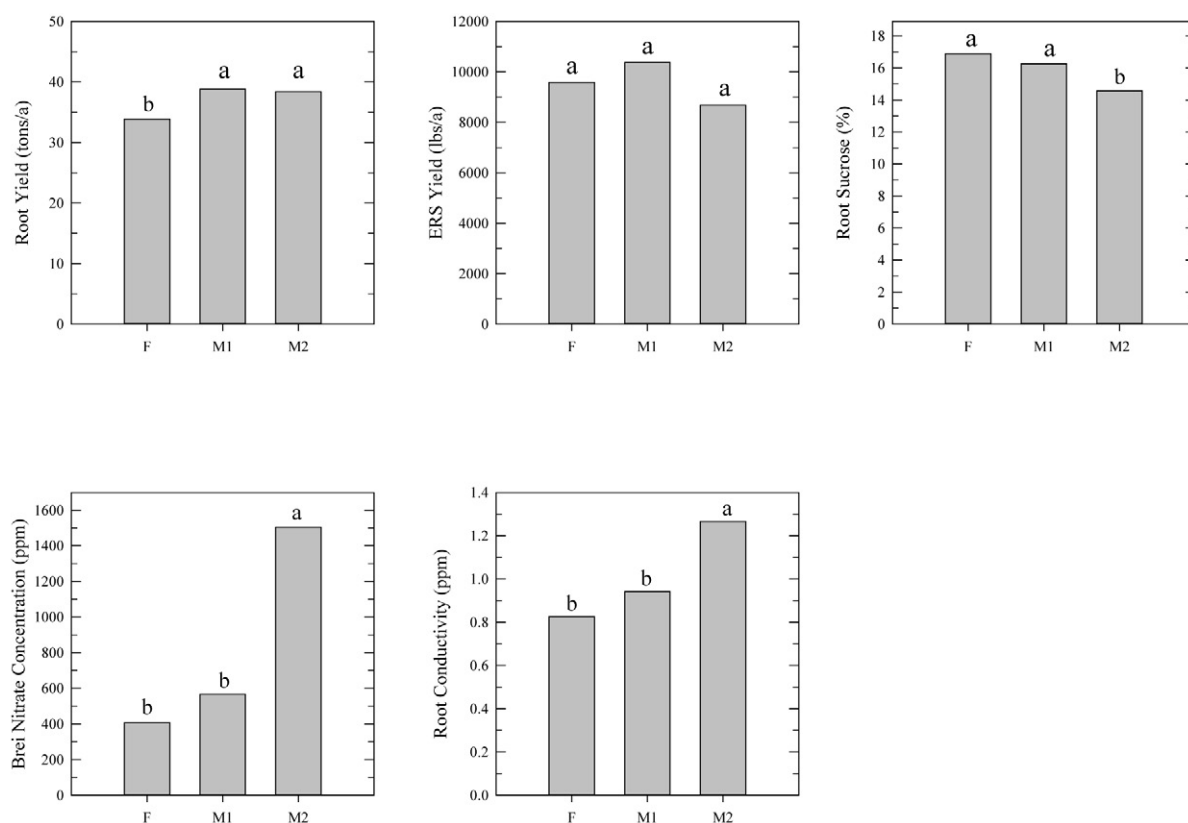 Root Yield (tons/a)
50
40
30
20
10
0
b
a
a
F M1 M2
ERS Yield (lbs/a)
12000
10000
8000
6000
4000
2000
0
a
a
a
F M1 M2
Root Sucrose (%)
18
16
14
12
10
8
6
4
2
0
a
a
b
F M1 M2
Brei Nitrate Concentration (ppm)
1600
1400
1200
1000
800
600
400
200
0
b
b
a
F M1 M2
Root Conductivity (ppm)
1.4
1.2
1.0
0.8
0.6
0.4
0.2
0.0
b
b
a
F M1 M2